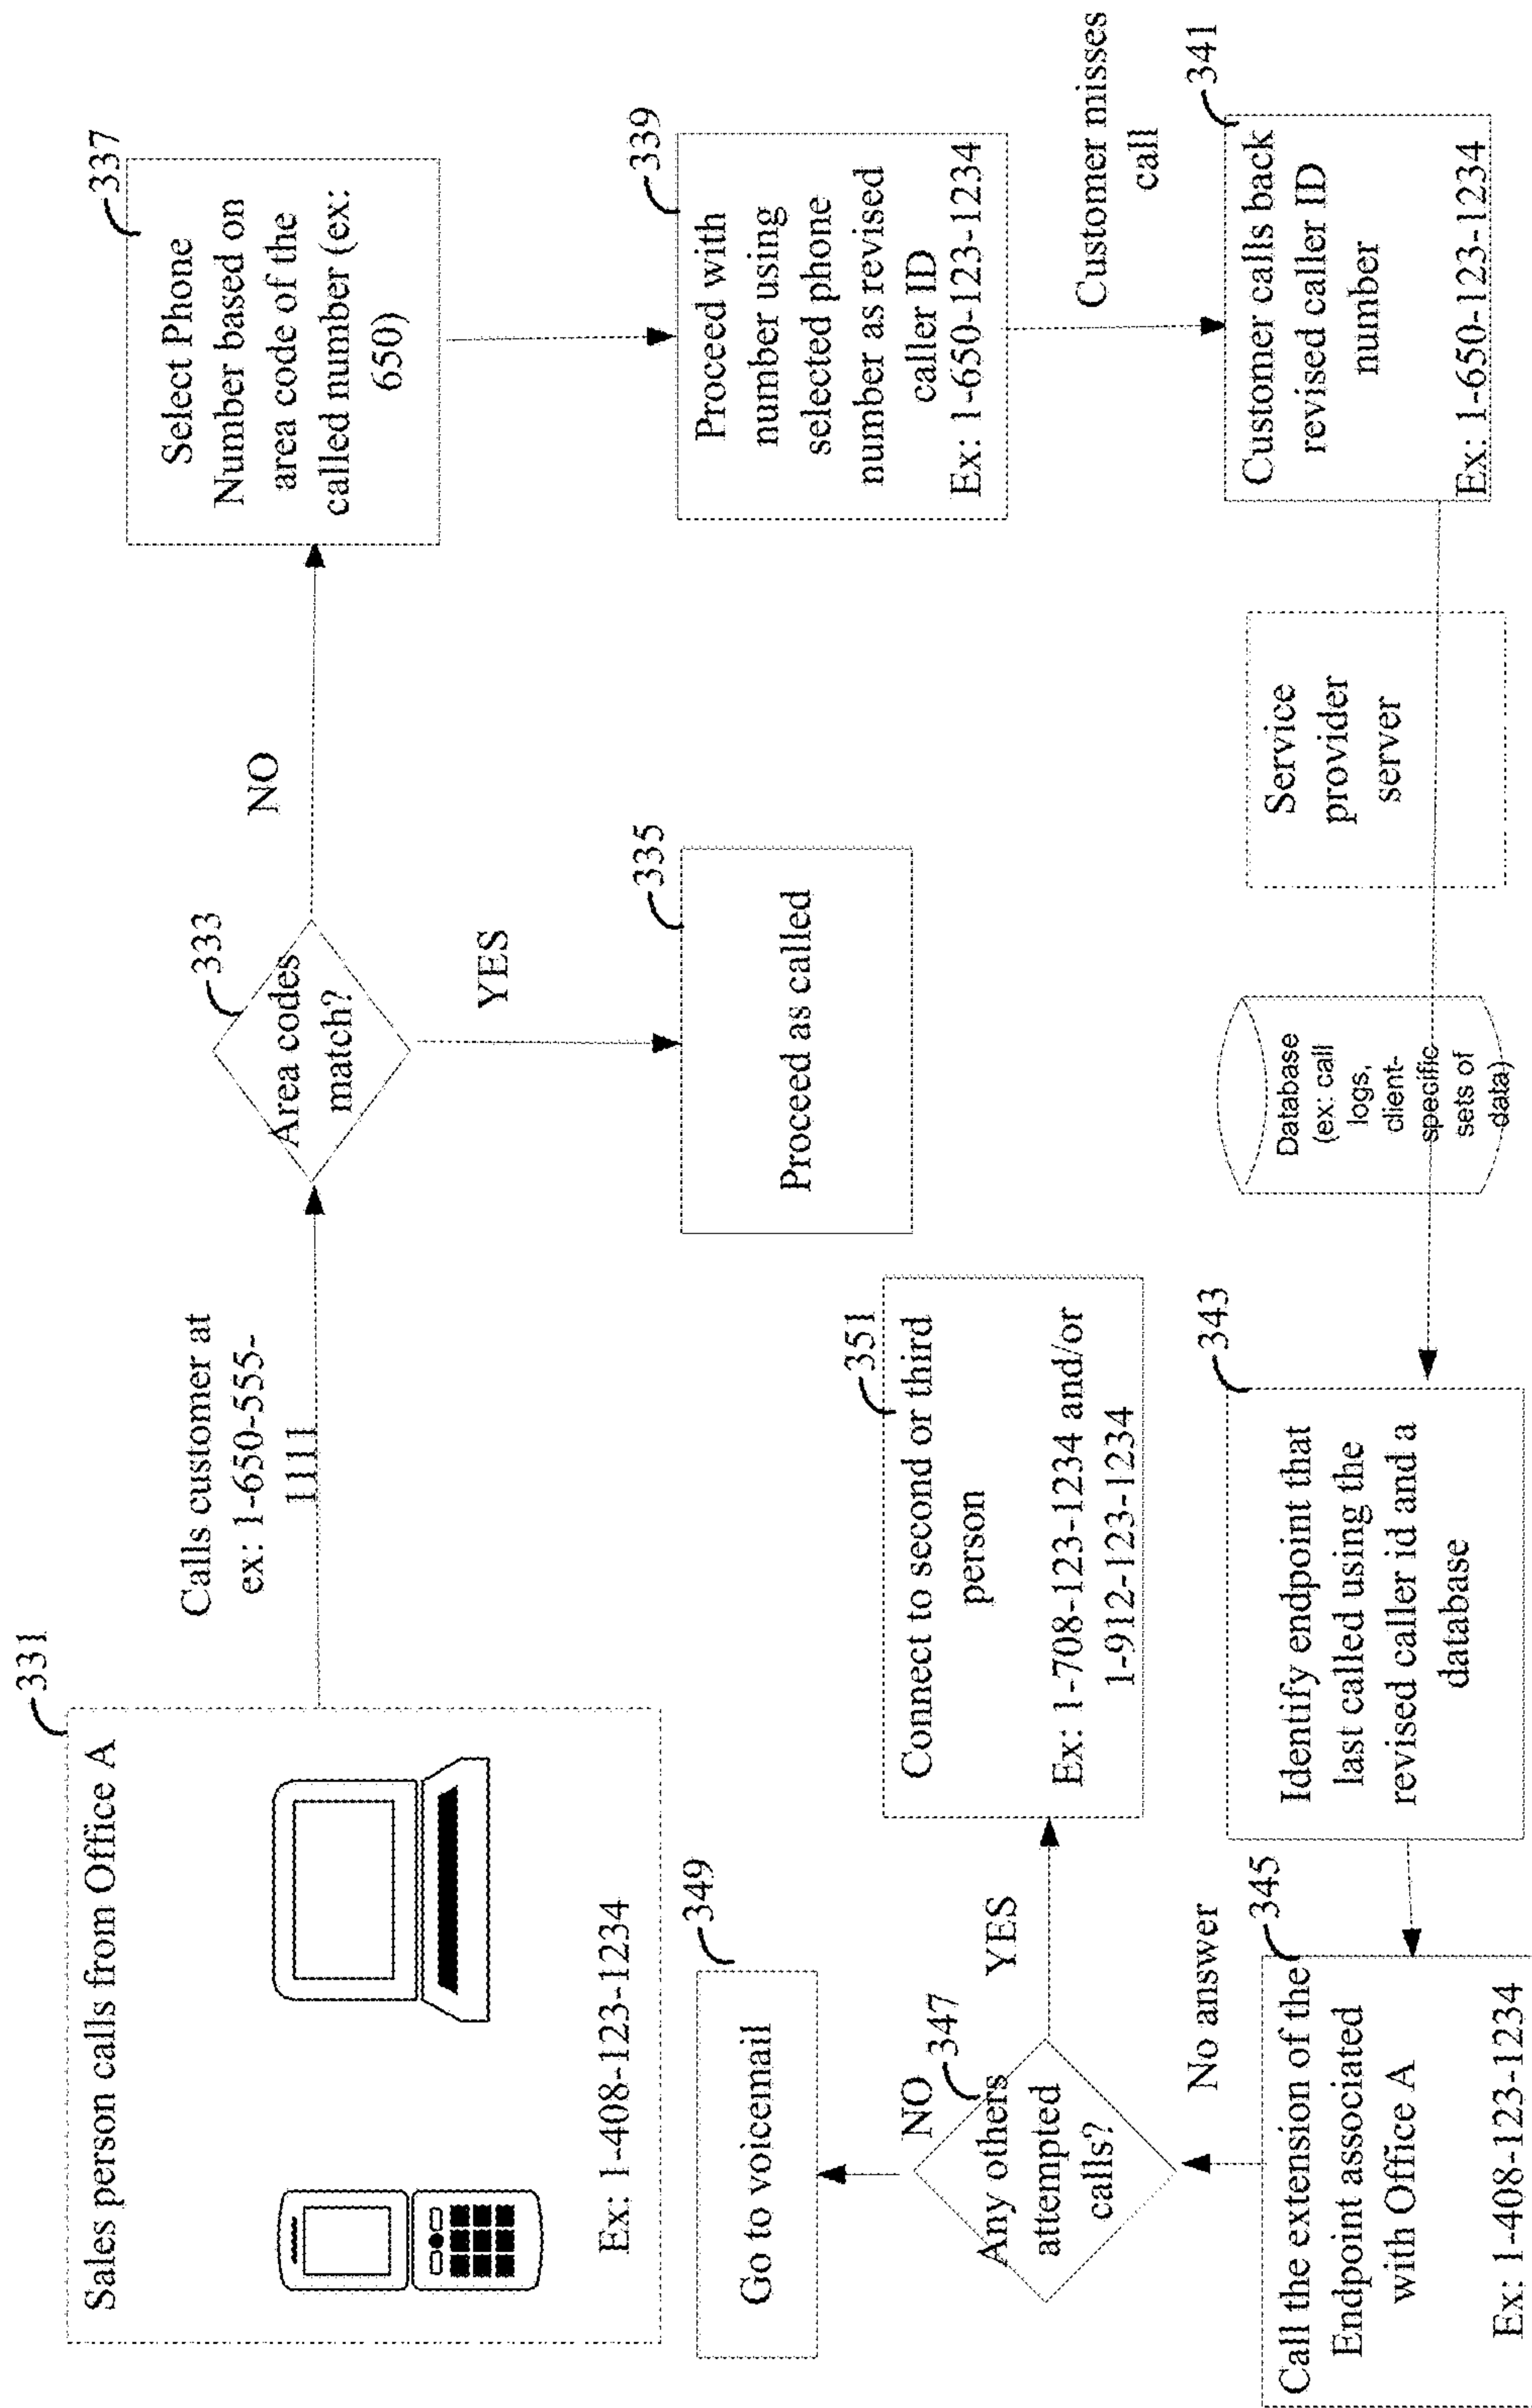 331
Sales person calls from Office A
Ex: 1-408-123-1234
Calls customer at
ex: 1-650-555-
1111
333
Area codes
match?
NO
YES
335
Proceed as called
337
Select Phone
Number based on
area code of the
called number (ex:
650)
339
Proceed with
number using
selected phone
number as revised
caller ID
Ex: 1-650-123-1234
Customer misses
call
341
Customer calls back
revised caller ID
number
Ex: 1-650-123-1234
Service
provider
server
Database
(ex: call
logs,
client-
specific
sets of
data)
343
Identify endpoint that
last called using the
revised caller id and a
database
345
Call the extension of the
Endpoint associated
with Office A
Ex: 1-408-123-1234
No answer
347
Any others
attempted
calls?
NO
YES
349
Go to voicemail
351
Connect to second or third
person
Ex: 1-708-123-1234 and/or
1-912-123-1234